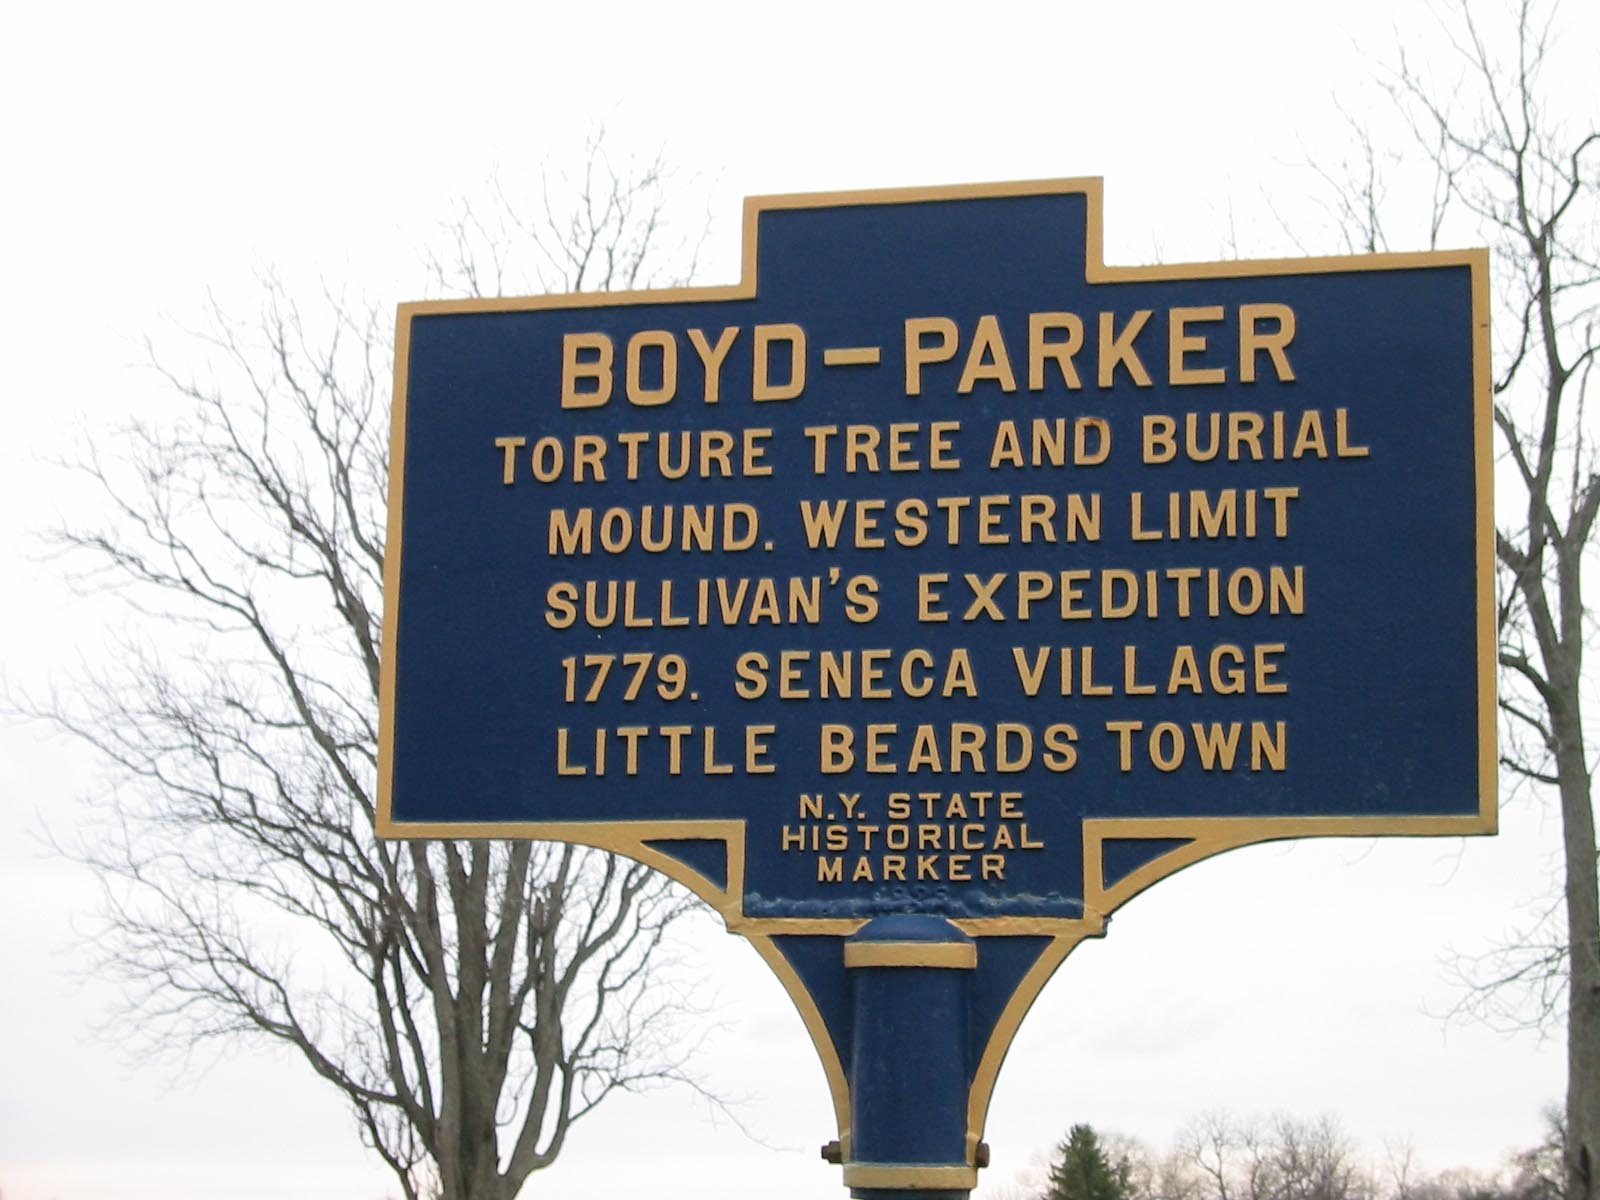 BOYD-PARKER
TORTURE TREE AND BURIAL
MOUND. WESTERN LIMIT
SULLIVAN'S EXPEDITION
1779. SENECA VILLAGE
LITTLE BEARDS TOWN
N.Y. STATE
HISTORICAL
MARKER